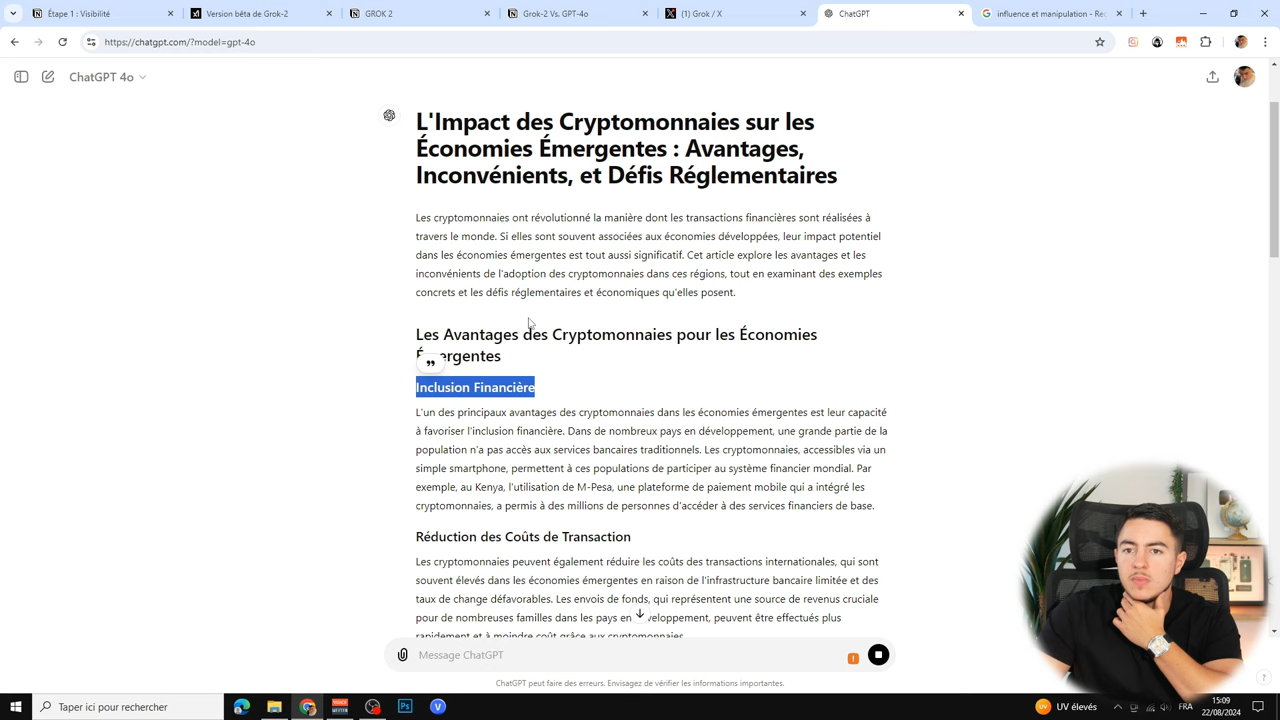 Étape 1 : Visibilité
Version bêta de Grok-2
GROK 2
Grok-2 Vs. GPT-4o
(1) Grok / X
ChatGPT
influence et manipulation - Rec
https://chatgpt.com/?model=gpt-4o
ChatGPT 4o
L'Impact des Cryptomonnaies sur les
Économies Émergentes : Avantages,
Inconvénients, et Défis Réglementaires
Les cryptomonnaies ont révolutionné la manière dont les transactions financières sont réalisées à
travers le monde. Si elles sont souvent associées aux économies développées, leur impact potentiel
dans les économies émergentes est tout aussi significatif. Cet article explore les avantages et les
inconvénients de l'adoption des cryptomonnaies dans ces régions, tout en examinant des exemples
concrets et les défis réglementaires et économiques qu'elles posent.
Les Avantages des Cryptomonnaies pour les Économies
Émergentes
Inclusion Financière
L'un des principaux avantages des cryptomonnaies dans les économies émergentes est leur capacité
à favoriser l'inclusion financière. Dans de nombreux pays en développement, une grande partie de la
population n'a pas accès aux services bancaires traditionnels. Les cryptomonnaies, accessibles via un
simple smartphone, permettent à ces populations de participer au système financier mondial. Par
exemple, au Kenya, l'utilisation de M-Pesa, une plateforme de paiement mobile qui a intégré les
cryptomonnaies, a permis à des millions de personnes d'accéder à des services financiers de base.
Réduction des Coûts de Transaction
Les cryptomonnaies peuvent également réduire les coûts des transactions internationales, qui sont
souvent élevés dans les économies émergentes en raison de l'infrastructure bancaire limitée et des
taux de change défavorables. Les envois de fonds, qui représentent une source de revenus cruciale
pour de nombreuses familles dans les pays en développement, peuvent être effectués plus
rapidement et à moindre coût grâce aux cryptomonnaies.
Message ChatGPT
ChatGPT peut faire des erreurs. Envisagez de vérifier les informations importantes.
Taper ici pour rechercher
UV élevés
FRA
15:09
22/08/2024